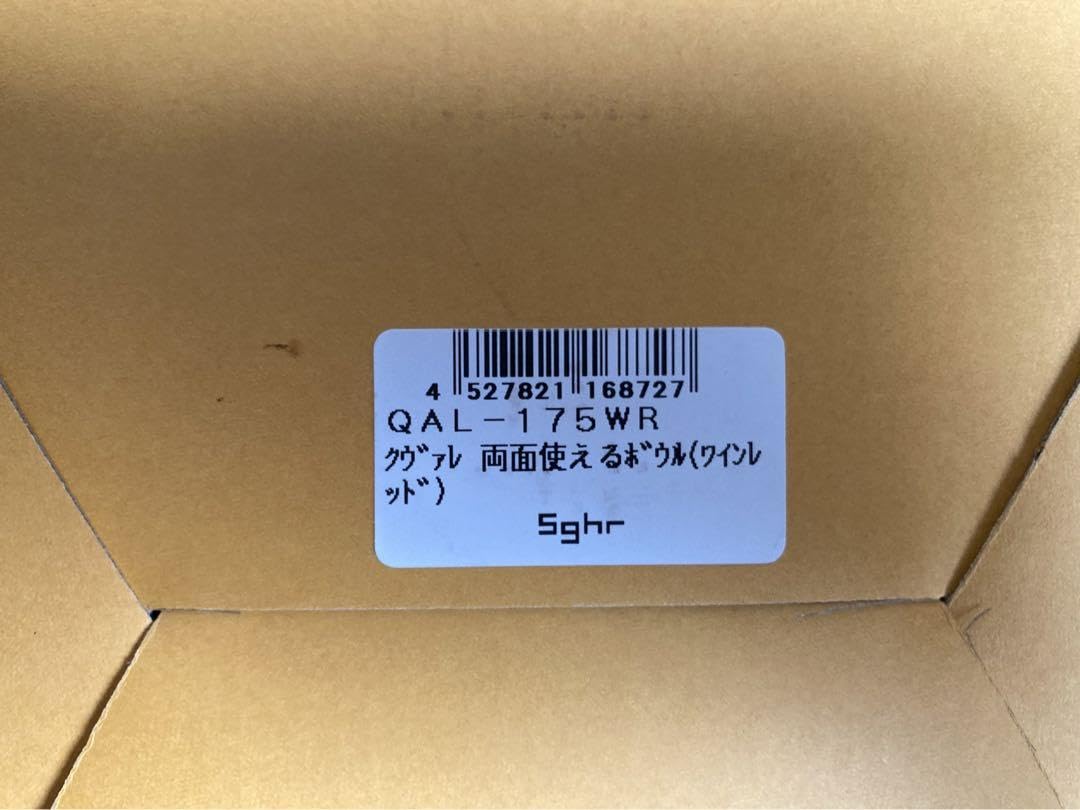 4 527821 168727
QAL-175WR
クヴァレ 両面使えるボウル(ワインレ
ッド)
Sghr